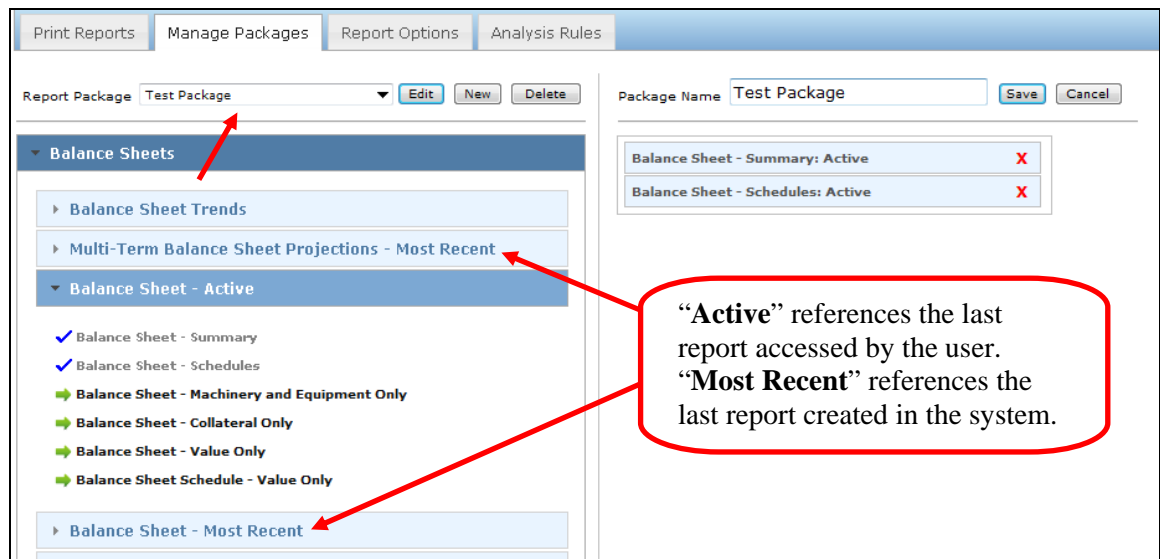 Print Reports Manage Packages Report Options Analysis Rules
Report Package Test Package Edit New Delete
Balance Sheets
Balance Sheet Trends
Multi-Term Balance Sheet Projections - Most Recent
Balance Sheet - Active
Balance Sheet - Summary
Balance Sheet - Schedules
Balance Sheet - Machinery and Equipment Only
Balance Sheet - Collateral Only
Balance Sheet - Value Only
Balance Sheet Schedule - Value Only
Balance Sheet - Most Recent
Package Name Test Package Save Cancel
Balance Sheet - Summary: Active X
Balance Sheet - Schedules: Active X
“Active” references the last
report accessed by the user.
“Most Recent” references the
last report created in the system.